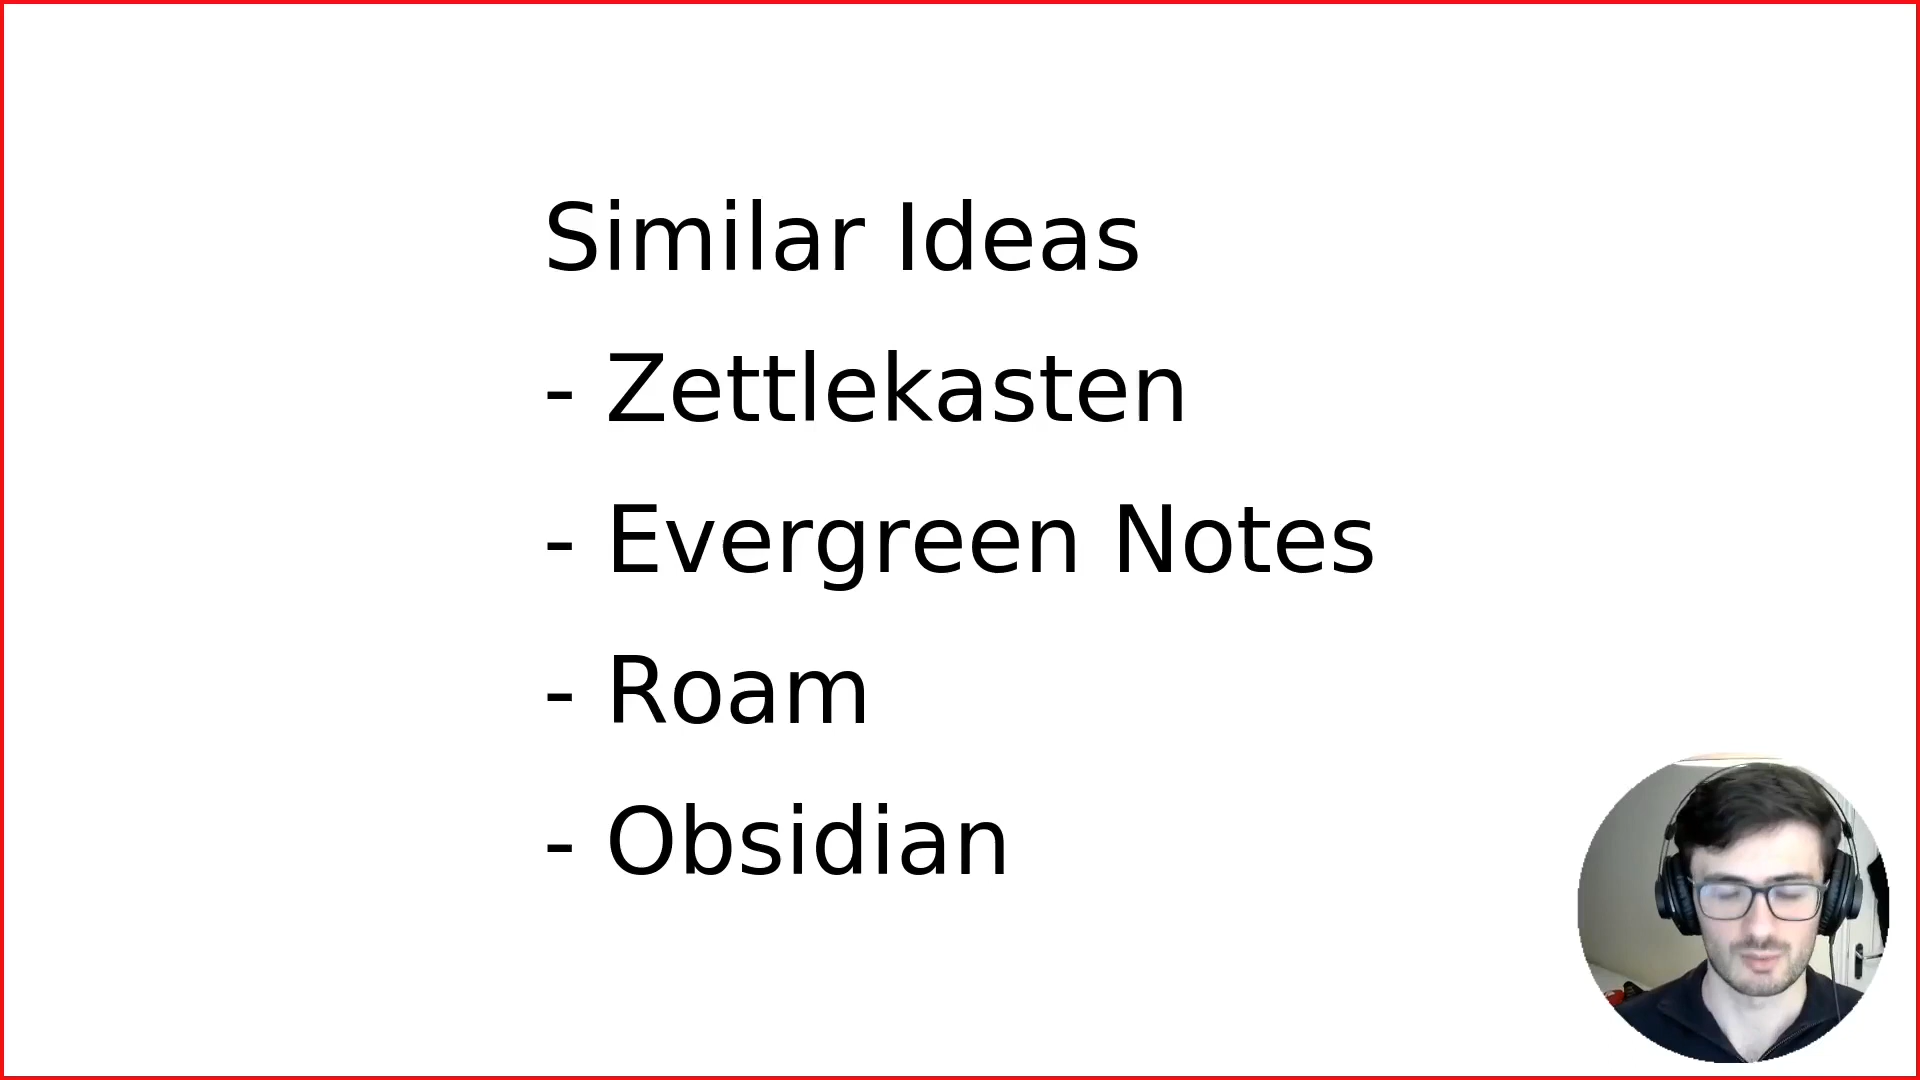 Similar Ideas
- Zettlekasten
- Evergreen Notes
- Roam
- Obsidian